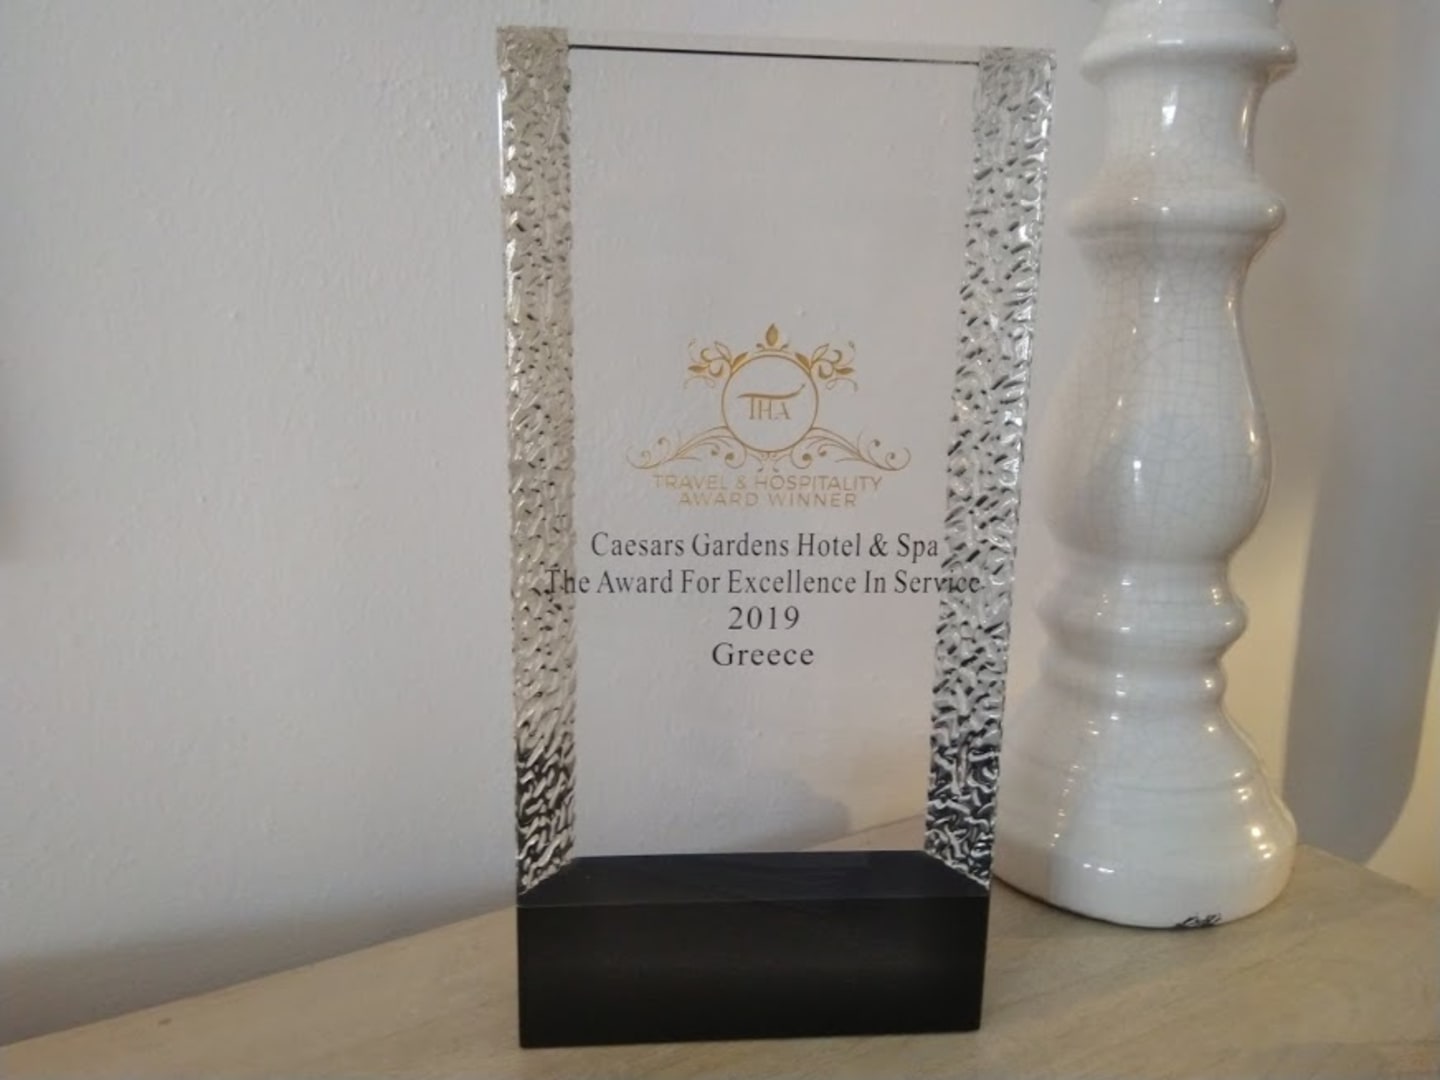 THA
TRAVEL & HOSPITALITY
AWARD WINNER
Caesars Gardens Hotel & Spa
The Award For Excellence In Service
2019
Greece